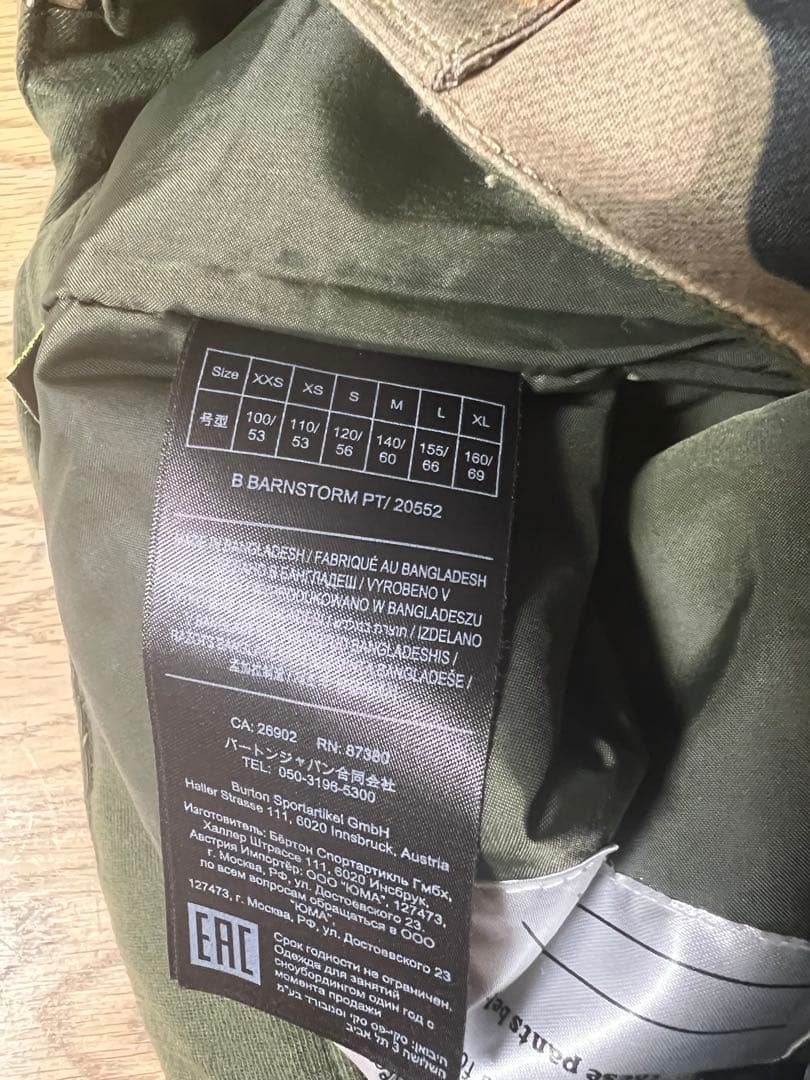 Size XXS XS S M L XL
号型 100/53 110/53 120/56 140/60 155/66 160/69
B BARNSTORM PT/ 20552
BANGLADESH / FABRIQUÉ AU BANGLADESH
БАНГЛАДЕШ / VYROBENO V
WYPRODUKOWANO W BANGLADESZU
/ IZDELANO
BANGLADEŠE /
CA: 26902 RN: 87380
バートンジャパン合同会社
TEL: 050-3196-5300
Burton Sportartikel GmbH
Haller Strasse 111, 6020 Innsbruck, Austria
Изготовитель: Бёртон Спортартикль Гмбх,
Халлер Штрассе 111, 6020 Инсбрук,
Австрия Импортёр: ООО "ЮМА", 127473,
г. Москва, РФ, ул. Достоевского 23.
по всем вопросам обращаться в ООО
"ЮМА"
127473, г. Москва, РФ, ул. Достоевского 23
EAC
Срок годности не ограничен.
Одежда для занятий
сноубордингом один год с
момента продажи
pants